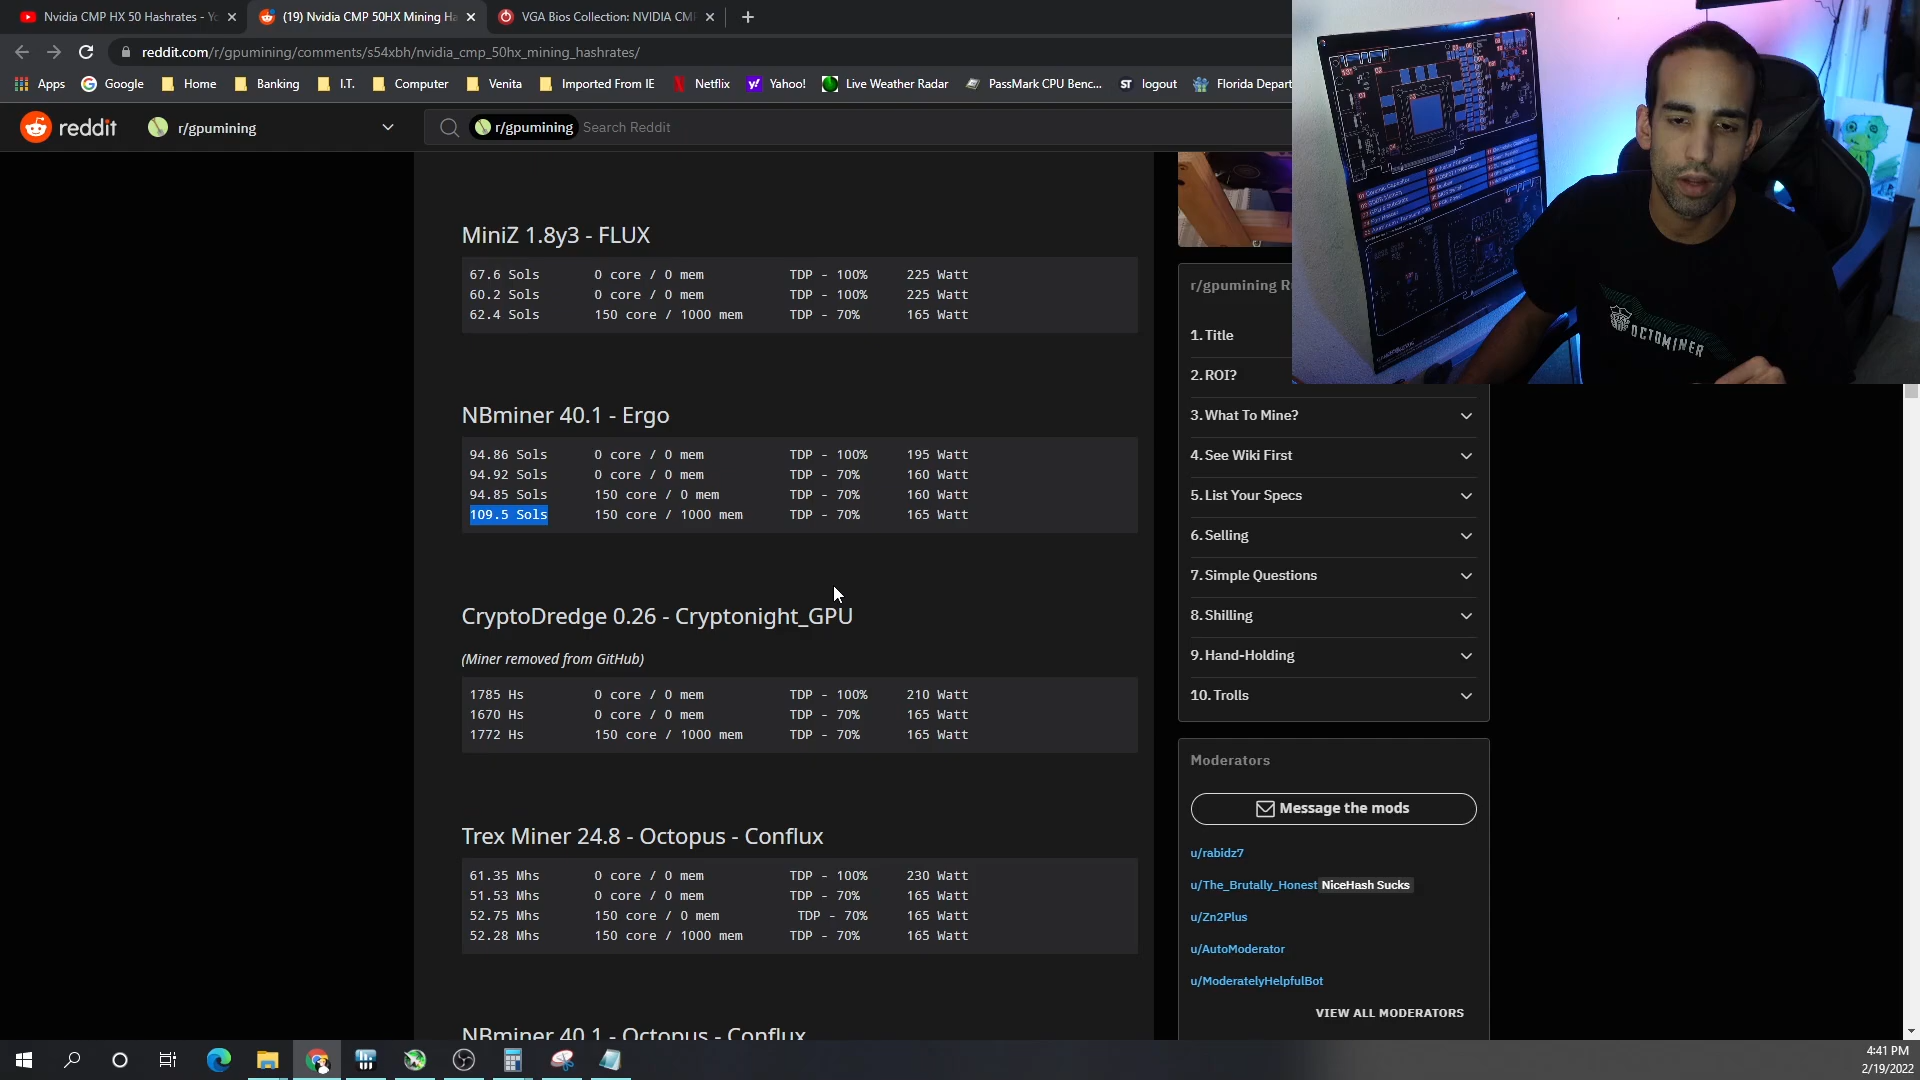 Nvidia CMP HX 50 Hashrates - Yo
(19) Nvidia CMP 50HX Mining Ha
VGA Bios Collection: NVIDIA CMP
reddit.com/r/gpumining/comments/s54xbh/nvidia_cmp_50hx_mining_hashrates/
Apps
Google
Home
Banking
I.T.
Computer
Venita
Imported From IE
Netflix
Yahoo!
Live Weather Radar
PassMark CPU Benc...
ST logout
Florida Depart
reddit
r/gpumining
r/gpumining Search Reddit
MiniZ 1.8y3 - FLUX
67.6 Sols 0 core / 0 mem TDP - 100% 225 Watt
60.2 Sols 0 core / 0 mem TDP - 100% 225 Watt
62.4 Sols 150 core / 1000 mem TDP - 70% 165 Watt
NBminer 40.1 - Ergo
94.86 Sols 0 core / 0 mem TDP - 100% 195 Watt
94.92 Sols 0 core / 0 mem TDP - 70% 160 Watt
94.85 Sols 150 core / 0 mem TDP - 70% 160 Watt
109.5 Sols 150 core / 1000 mem TDP - 70% 165 Watt
CryptoDredge 0.26 - Cryptonight_GPU
(Miner removed from GitHub)
1785 Hs 0 core / 0 mem TDP - 100% 210 Watt
1670 Hs 0 core / 0 mem TDP - 70% 165 Watt
1772 Hs 150 core / 1000 mem TDP - 70% 165 Watt
Trex Miner 24.8 - Octopus - Conflux
61.35 Mhs 0 core / 0 mem TDP - 100% 230 Watt
51.53 Mhs 0 core / 0 mem TDP - 70% 165 Watt
52.75 Mhs 150 core / 0 mem TDP - 70% 165 Watt
52.28 Mhs 150 core / 1000 mem TDP - 70% 165 Watt
NBminer 40.1 - Octopus - Conflux
r/gpumining R
1. Title
2. ROI?
3. What To Mine?
4. See Wiki First
5. List Your Specs
6. Selling
7. Simple Questions
8. Shilling
9. Hand-Holding
10. Trolls
Moderators
Message the mods
u/rabidz7
u/The_Brutally_Honest NiceHash Sucks
u/Zn2Plus
u/AutoModerator
u/ModeratelyHelpfulBot
VIEW ALL MODERATORS
OCTOMINER
4:41 PM
2/19/2022